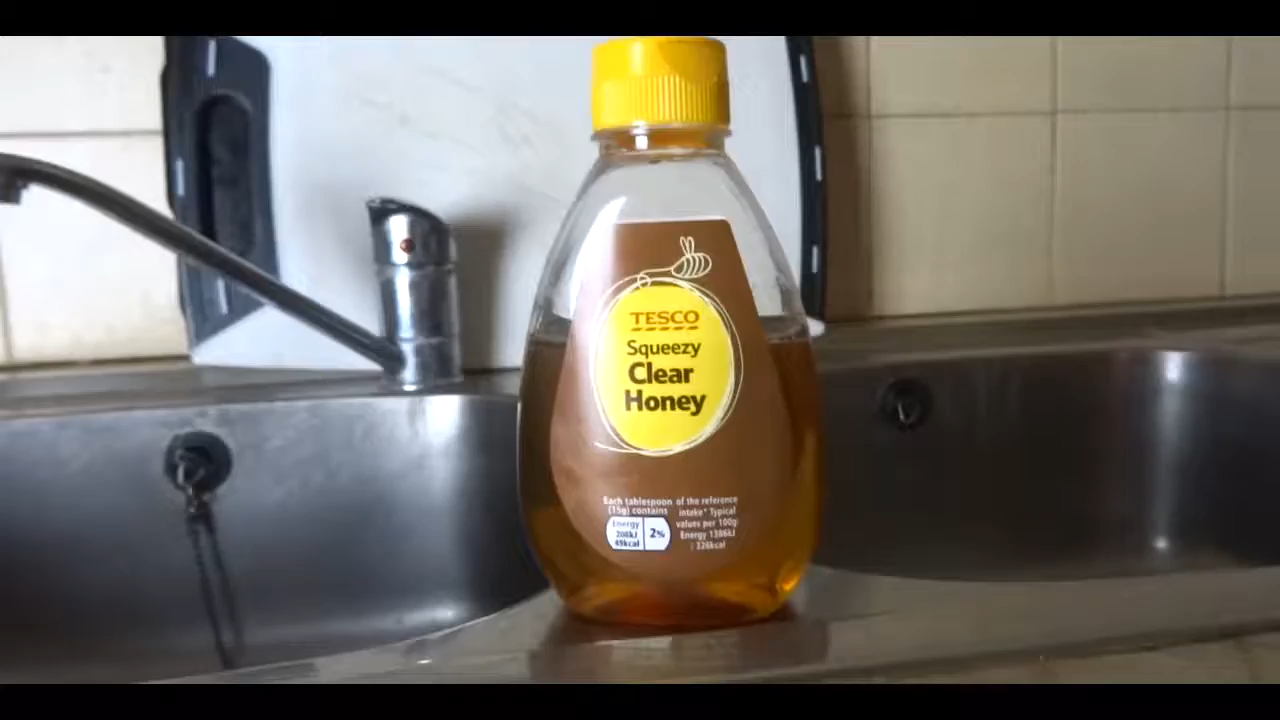 TESCO
Squeezy
Clear
Honey
Each tablespoon
(15g) contains
Energy
208kJ
49kcal
2%
of the reference
intake* Typical
values per 100g:
Energy 1386kJ
/ 326kcal